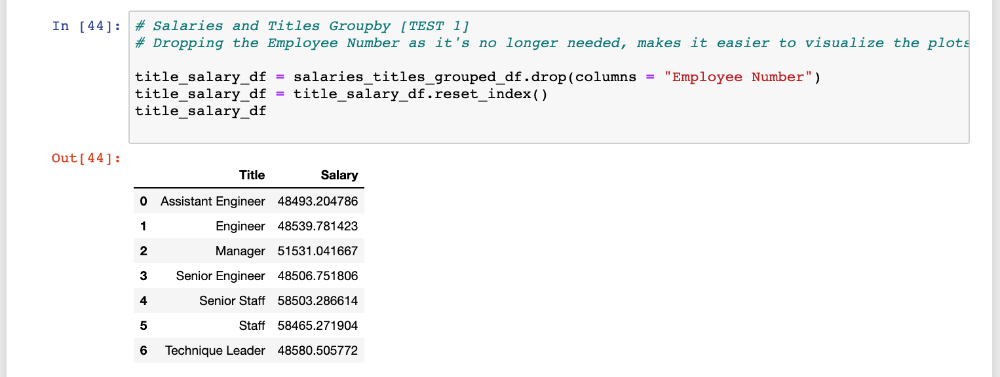 In [44]:
# Salaries and Titles Groupby [TEST 1]
# Dropping the Employee Number as it's no longer needed, makes it easier to visualize the plots
title_salary_df = salaries_titles_grouped_df.drop(columns = "Employee Number")
title_salary_df = title_salary_df.reset_index()
title_salary_df
Out[44]:
Title Salary
0 Assistant Engineer 48493.204786
1 Engineer 48539.781423
2 Manager 51531.041667
3 Senior Engineer 48506.751806
4 Senior Staff 58503.286614
5 Staff 58465.271904
6 Technique Leader 48580.505772